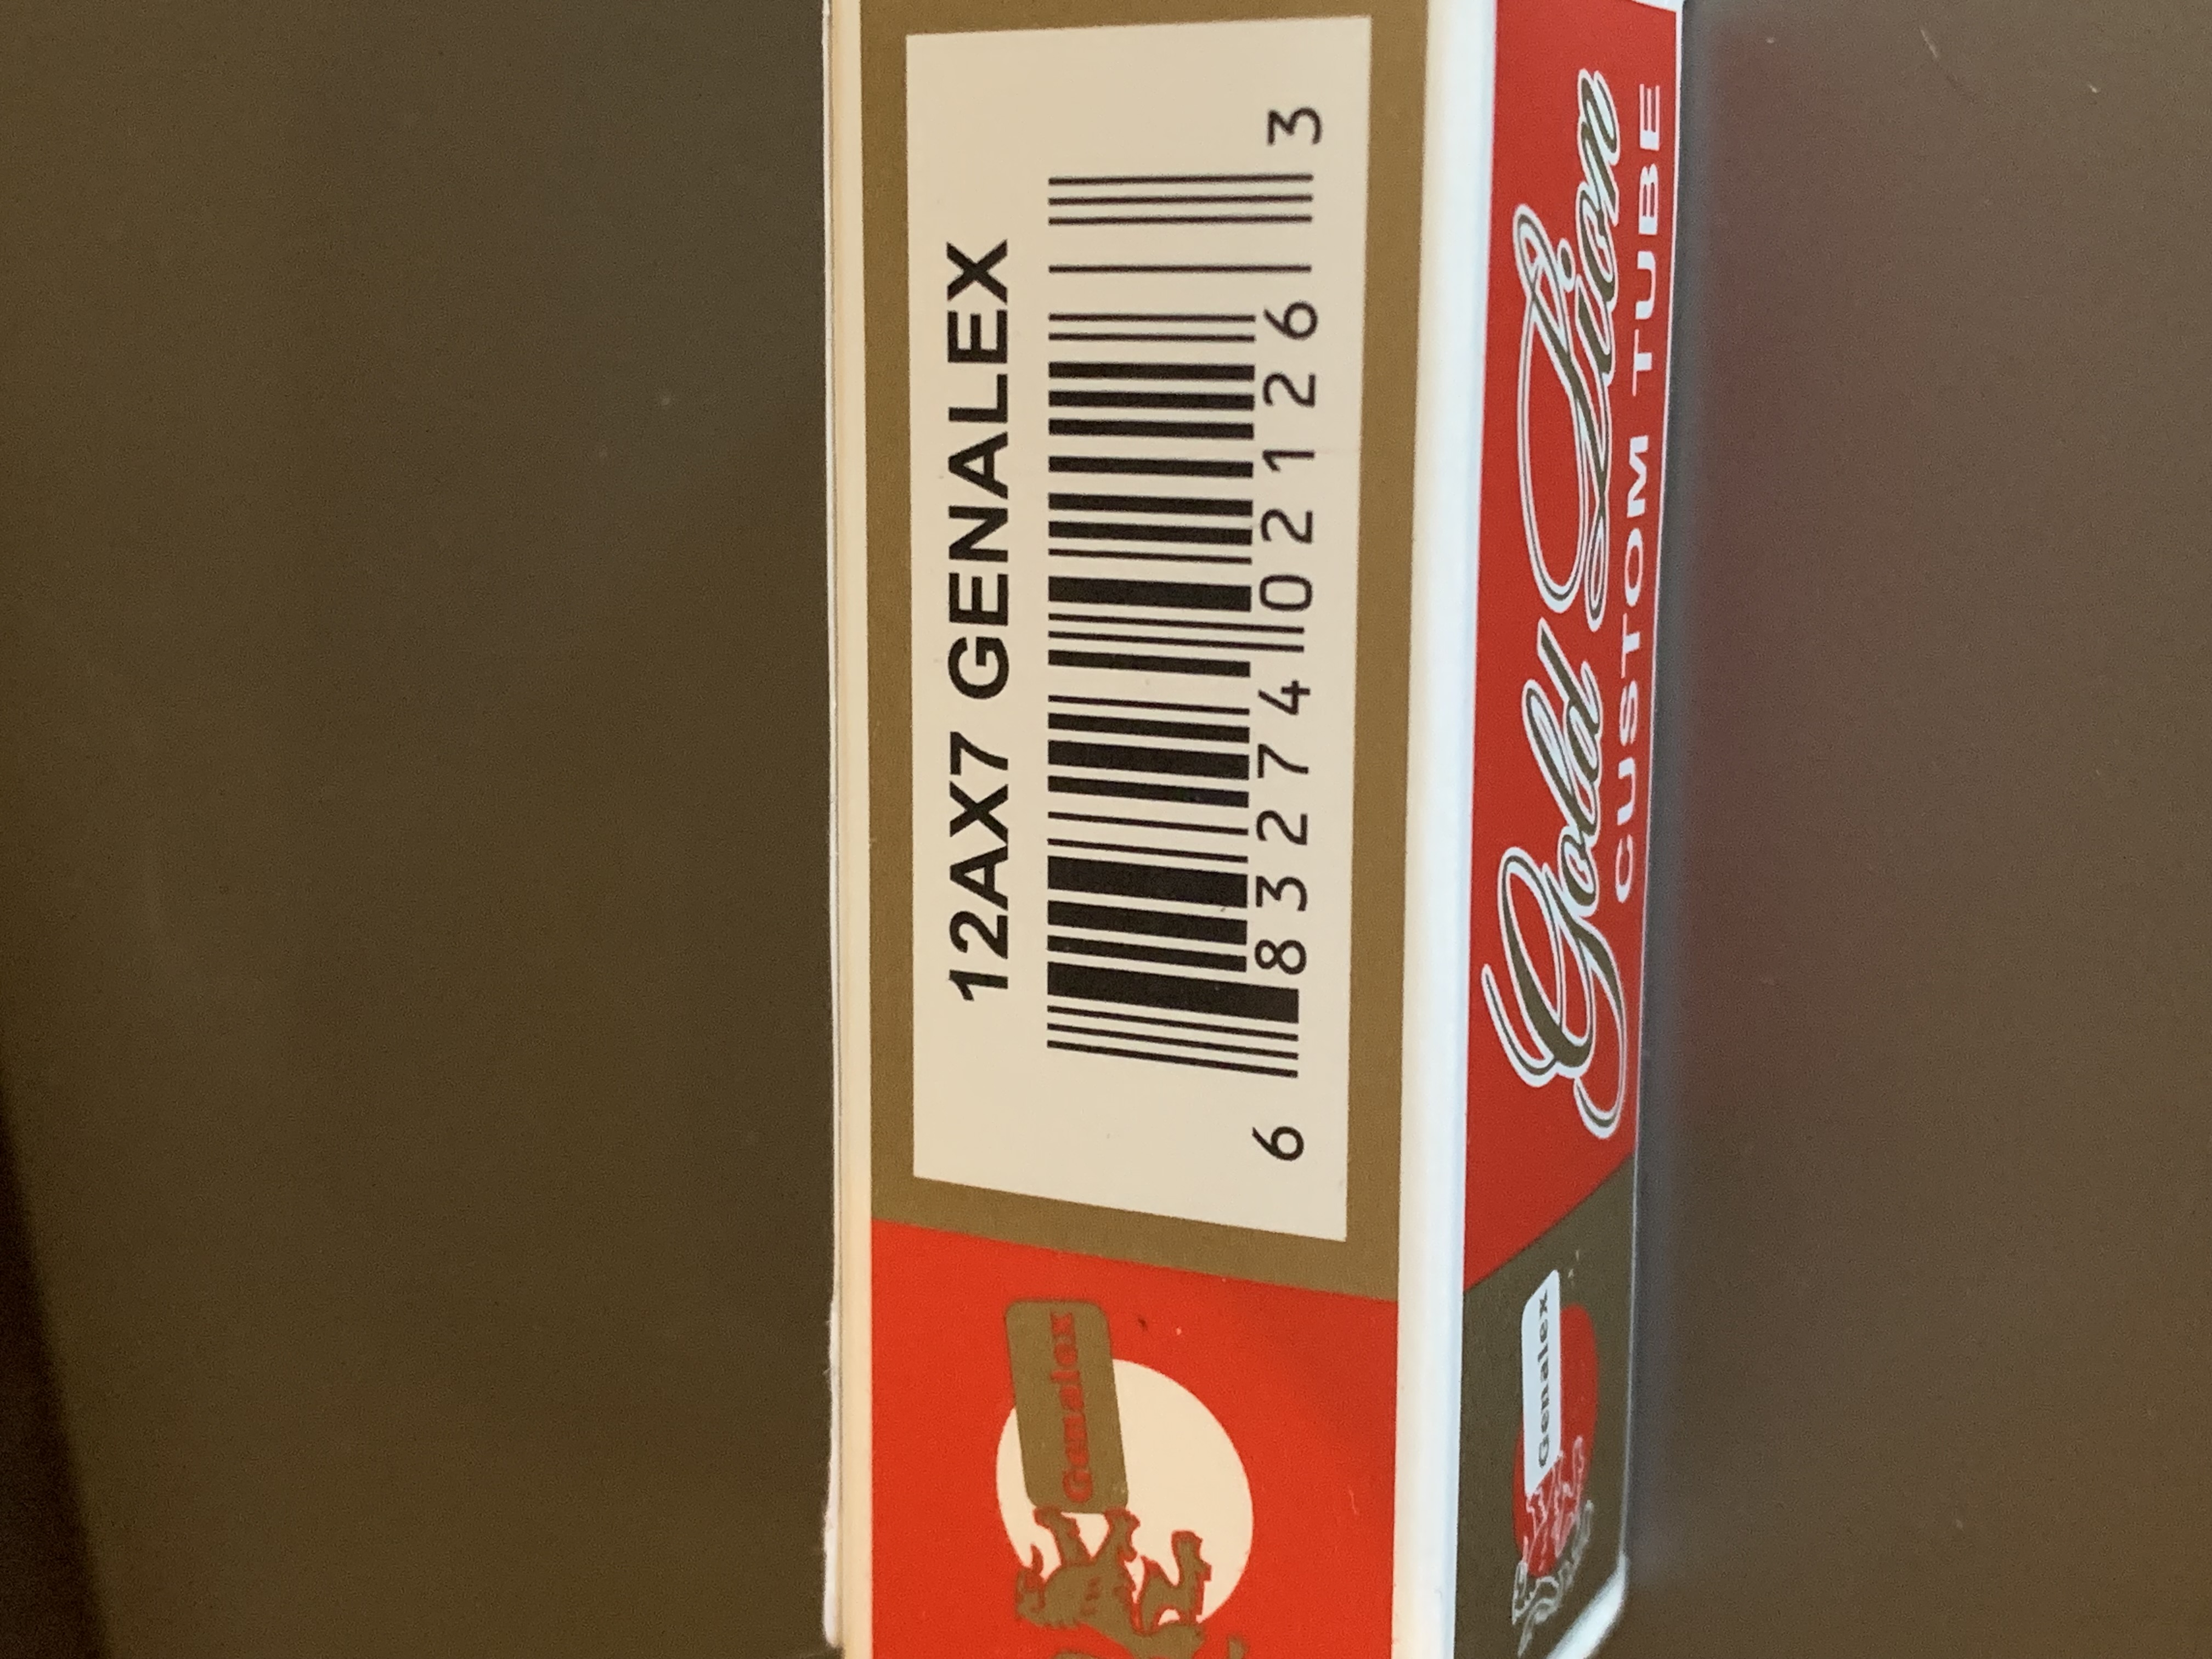 12AX7 GENALEX
6 83274 02126 3
Genalex
Gold Lion
CUSTOM TUBE
Genalex